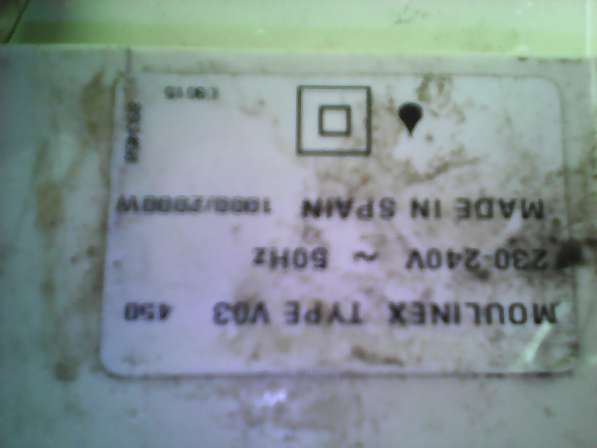 MOULINEX TYPE V03 450
230-240V ~ 50Hz
MADE IN SPAIN 1000/2000W